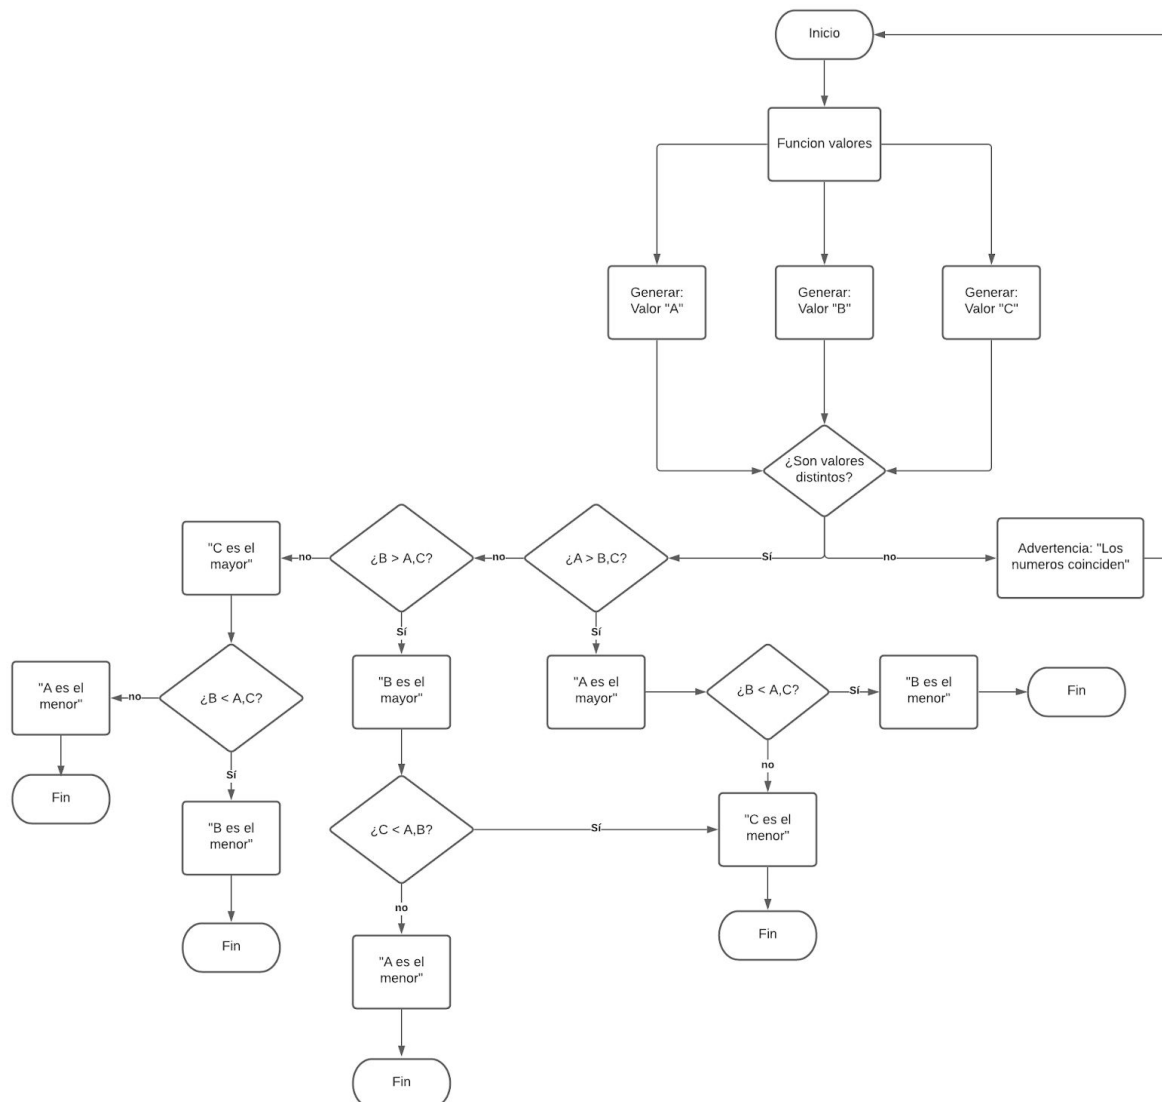 Inicio
Funcion valores
Generar:
Valor "A"
Generar:
Valor "B"
Generar:
Valor "C"
¿Son valores
distintos?
"C es el
mayor"
no
¿B > A,C?
no
¿A > B,C?
Sí
no
Advertencia: "Los
numeros coinciden"
Sí
Sí
"A es el
menor"
no
¿B < A,C?
"B es el
mayor"
"A es el
mayor"
¿B < A,C?
Sí
"B es el
menor"
Fin
Sí
no
Fin
"B es el
menor"
¿C < A,B?
Sí
"C es el
menor"
no
Fin
Fin
"A es el
menor"
Fin